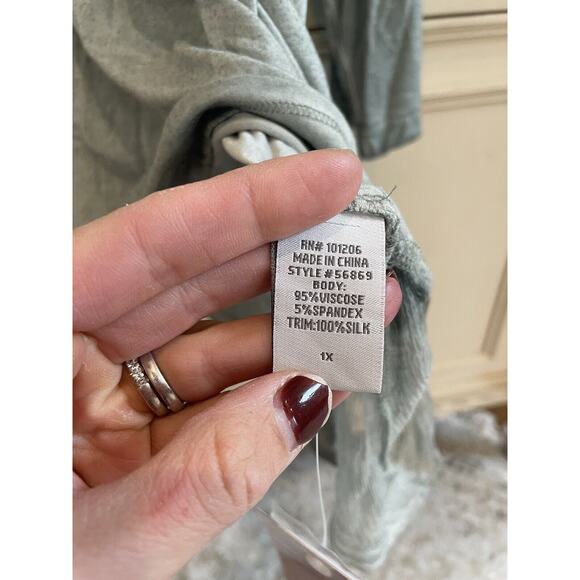 RN# 101206
MADE IN CHINA
STYLE #56869
BODY:
95%VISCOSE
5%SPANDEX
TRIM:100%SILK
1X